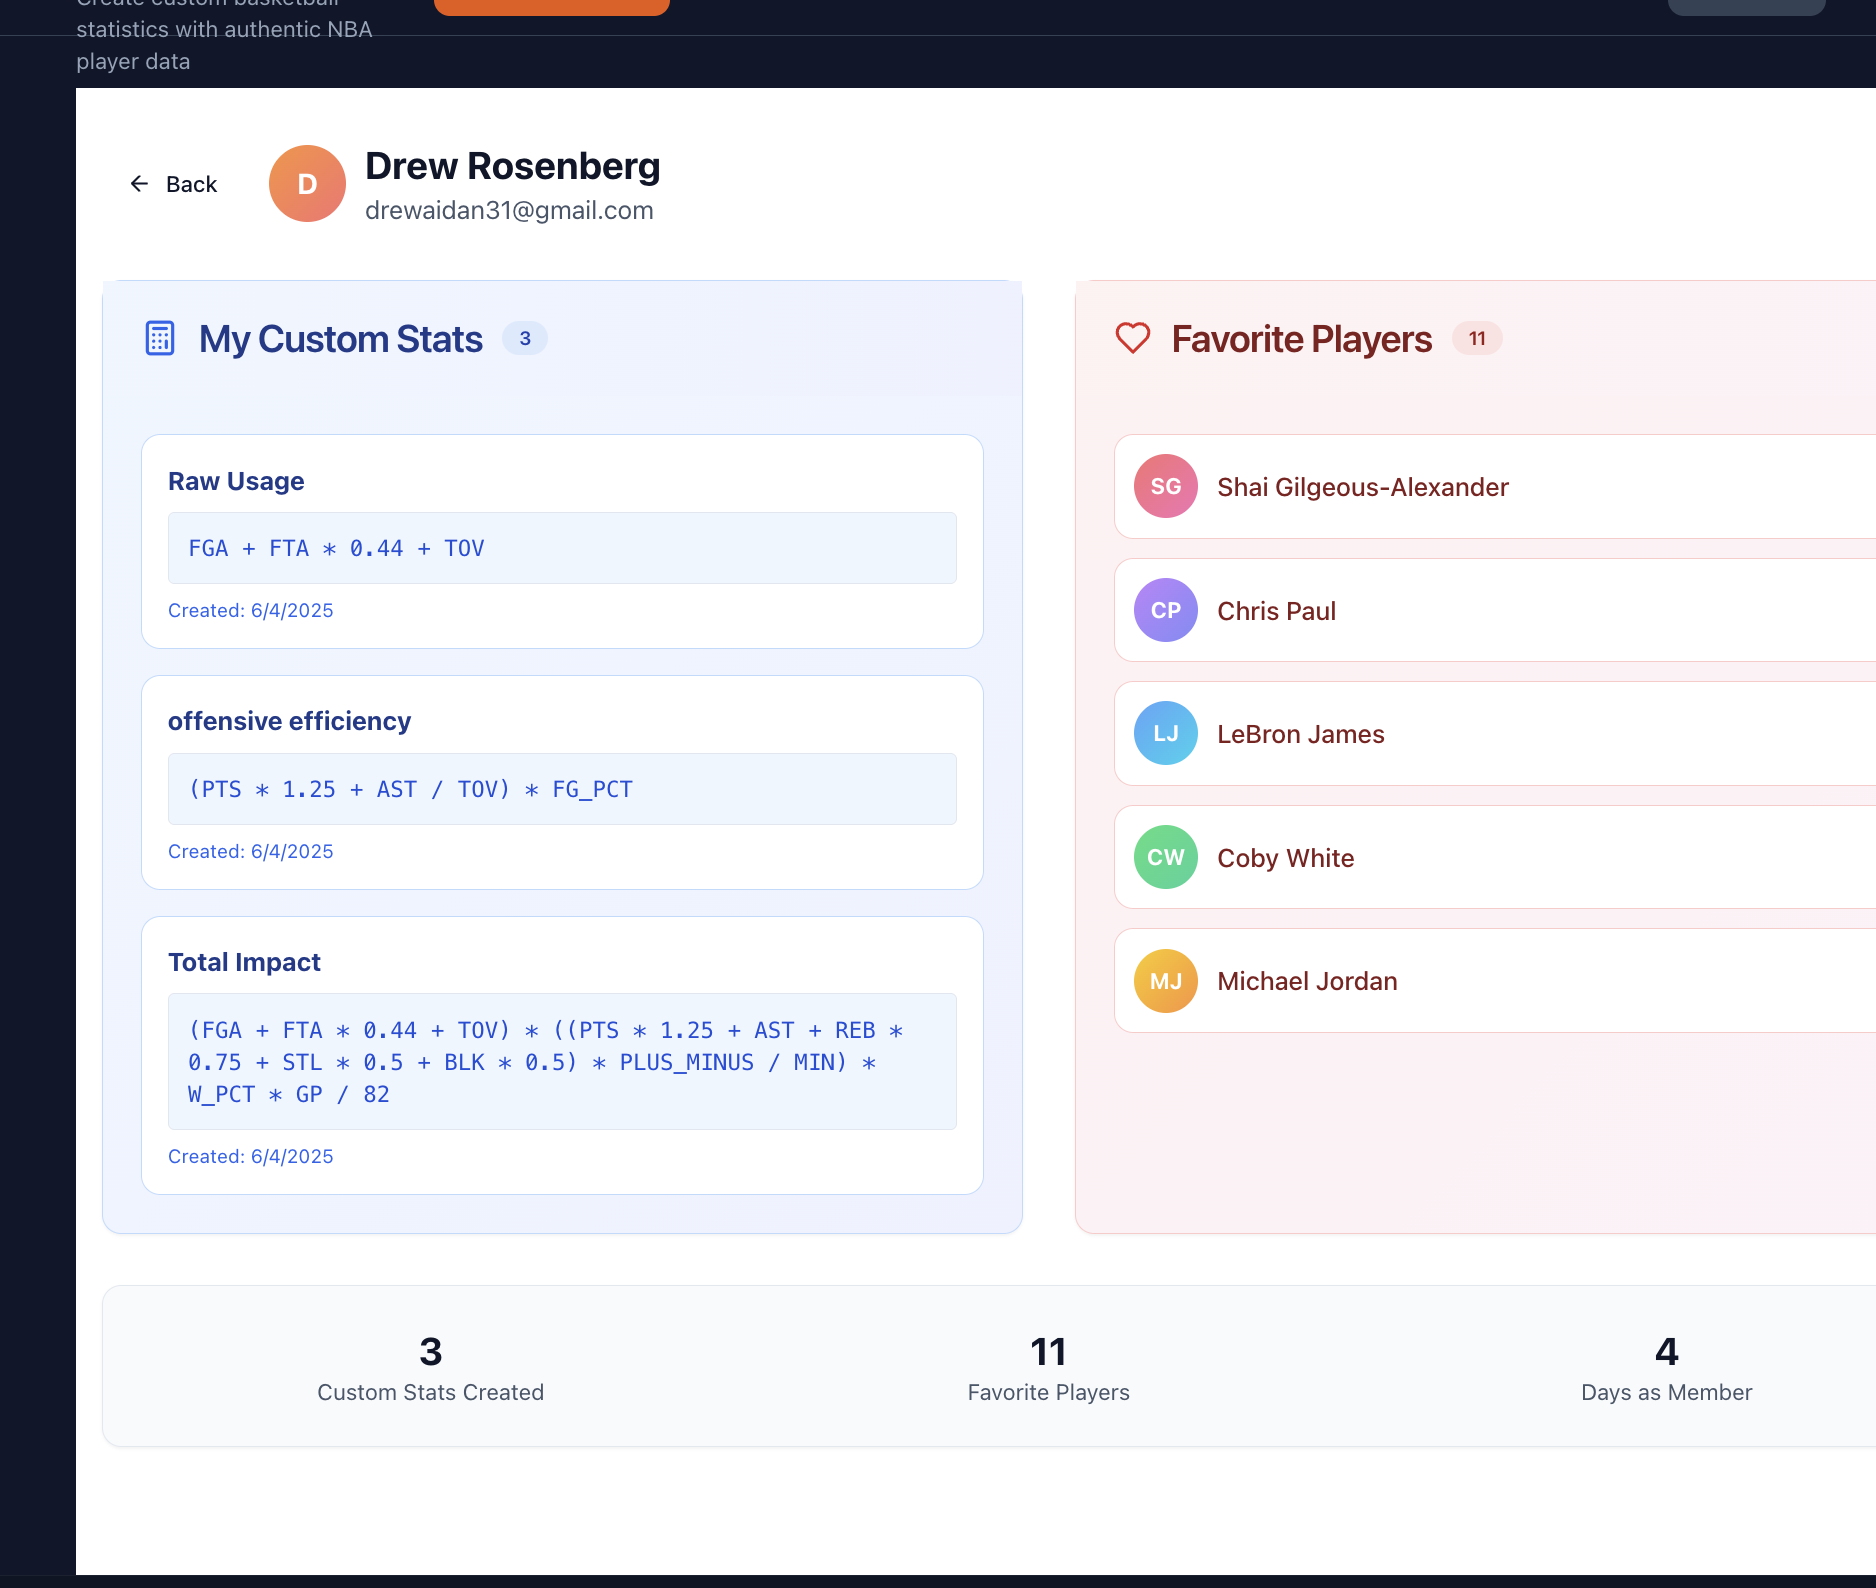 Create custom basketball
statistics with authentic NBA
player data
Back
D
Drew Rosenberg
drewaidan31@gmail.com
My Custom Stats
3
Raw Usage
FGA + FTA * 0.44 + TOV
Created: 6/4/2025
offensive efficiency
(PTS * 1.25 + AST / TOV) * FG_PCT
Created: 6/4/2025
Total Impact
(FGA + FTA * 0.44 + TOV) * ((PTS * 1.25 + AST + REB *
0.75 + STL * 0.5 + BLK * 0.5) * PLUS_MINUS / MIN) *
W_PCT * GP / 82
Created: 6/4/2025
Favorite Players
11
SG
Shai Gilgeous-Alexander
CP
Chris Paul
LJ
LeBron James
CW
Coby White
MJ
Michael Jordan
3
Custom Stats Created
11
Favorite Players
4
Days as Member